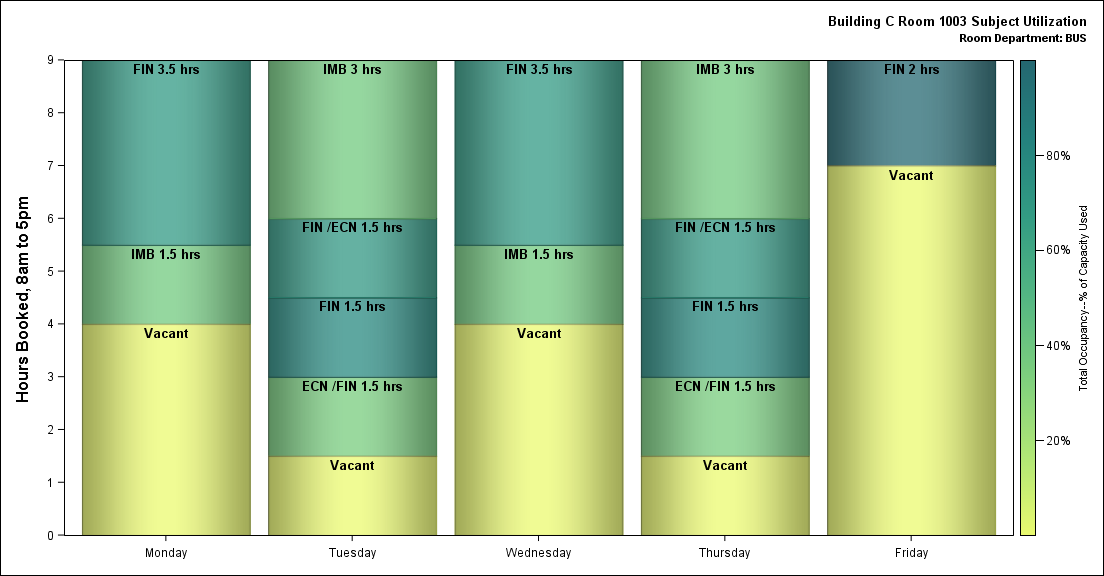 Building C Room 1003 Subject Utilization
Room Department: BUS
Hours Booked, 8am to 5pm
9
8
7
6
5
4
3
2
1
0
FIN 3.5 hrs
IMB 1.5 hrs
Vacant
Monday
IMB 3 hrs
FIN /ECN 1.5 hrs
FIN 1.5 hrs
ECN /FIN 1.5 hrs
Vacant
Tuesday
FIN 3.5 hrs
IMB 1.5 hrs
Vacant
Wednesday
IMB 3 hrs
FIN /ECN 1.5 hrs
FIN 1.5 hrs
ECN /FIN 1.5 hrs
Vacant
Thursday
FIN 2 hrs
Vacant
Friday
80%
60%
40%
20%
Total Occupancy--% of Capacity Used